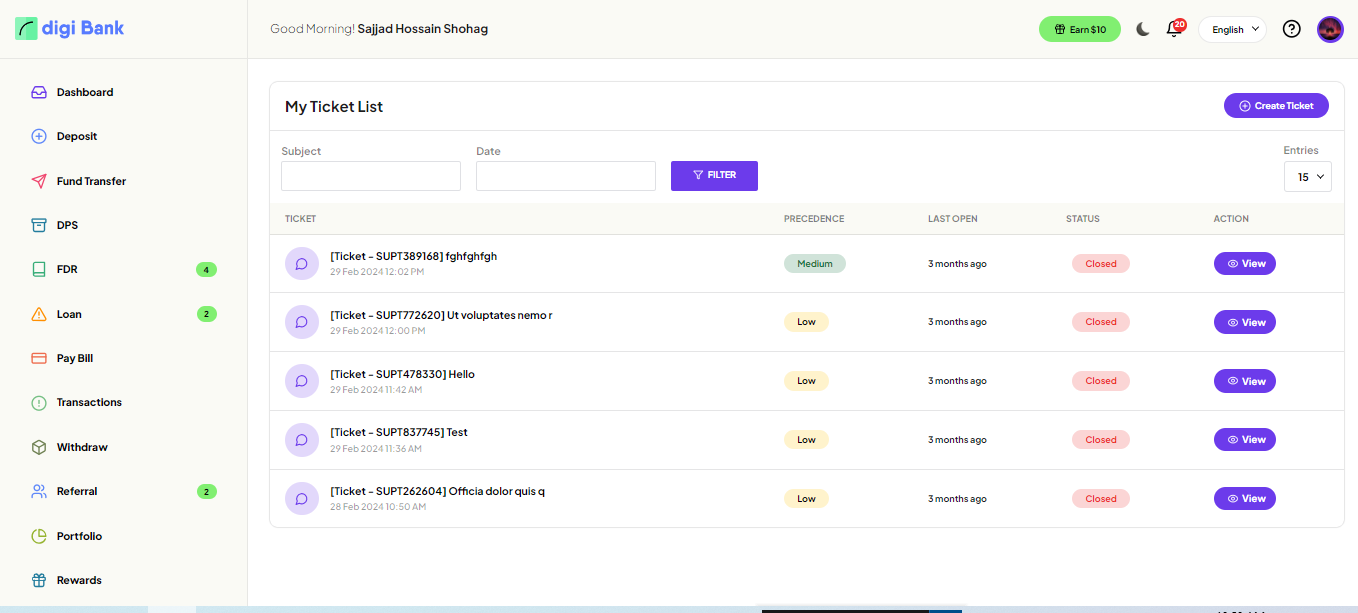 digi Bank
Good Morning! Sajjad Hossain Shohag
Earn $10
20
English
Dashboard
Deposit
Fund Transfer
DPS
FDR 4
Loan 2
Pay Bill
Transactions
Withdraw
Referral 2
Portfolio
Rewards
My Ticket List
Create Ticket
Subject Date Entries
FILTER
15
TICKET PRECEDENCE LAST OPEN STATUS ACTION
[Ticket - SUPT389168] fghfghfgh
29 Feb 2024 12:02 PM
Medium 3 months ago Closed View
[Ticket - SUPT772620] Ut voluptates nemo r
29 Feb 2024 12:00 PM
Low 3 months ago Closed View
[Ticket - SUPT478330] Hello
29 Feb 2024 11:42 AM
Low 3 months ago Closed View
[Ticket - SUPT837745] Test
29 Feb 2024 11:36 AM
Low 3 months ago Closed View
[Ticket - SUPT262604] Officia dolor quis q
28 Feb 2024 10:50 AM
Low 3 months ago Closed View